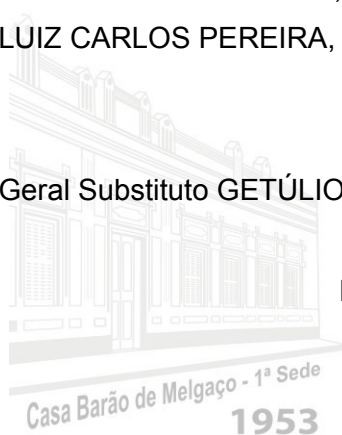 LUIZ CARLOS PEREIRA,
Geral Substituto GETÚLIO
Casa Barão de Melgaço - 1ª Sede
1953